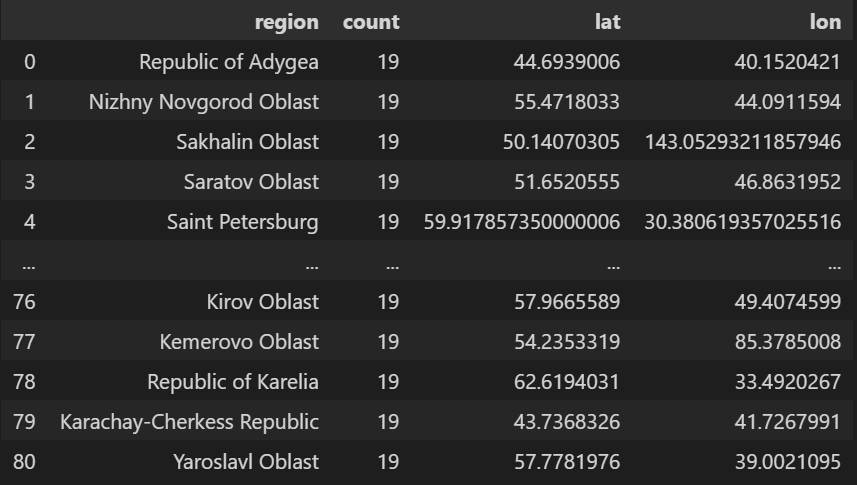 region count lat lon
0 Republic of Adygea 19 44.6939006 40.1520421
1 Nizhny Novgorod Oblast 19 55.4718033 44.0911594
2 Sakhalin Oblast 19 50.14070305 143.05293211857946
3 Saratov Oblast 19 51.6520555 46.8631952
4 Saint Petersburg 19 59.917857350000006 30.380619357025516
... ... ... ... ...
76 Kirov Oblast 19 57.9665589 49.4074599
77 Kemerovo Oblast 19 54.2353319 85.3785008
78 Republic of Karelia 19 62.6194031 33.4920267
79 Karachay-Cherkess Republic 19 43.7368326 41.7267991
80 Yaroslavl Oblast 19 57.7781976 39.0021095